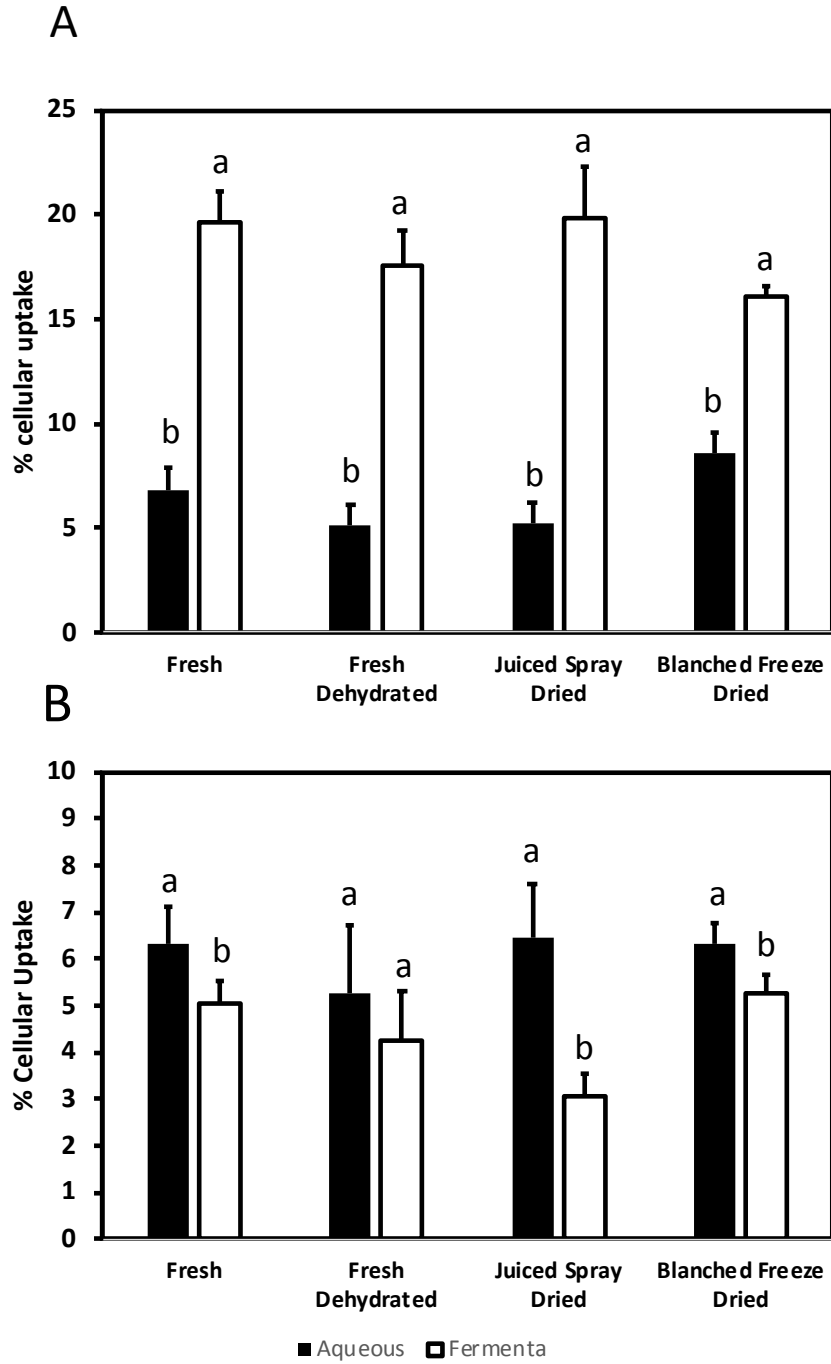 A
25
20
15
10
5
0
% cellular uptake
b a b a b a b a
Fresh Fresh Dehydrated Juiced Spray Dried Blanched Freeze Dried
B
10
9
8
7
6
5
4
3
2
1
0
% Cellular Uptake
a b a a a b a b
Fresh Fresh Dehydrated Juiced Spray Dried Blanched Freeze Dried
Aqueous Fermenta